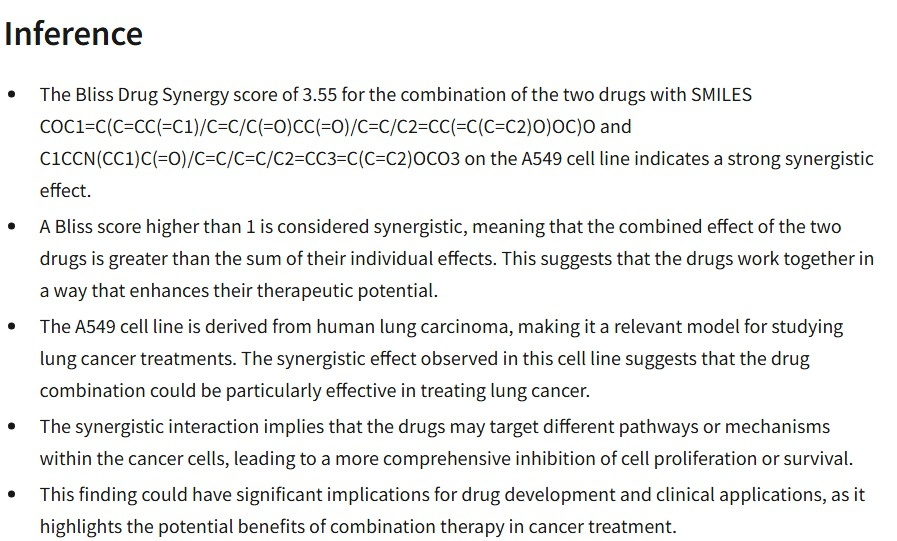 Inference
• The Bliss Drug Synergy score of 3.55 for the combination of the two drugs with SMILES
COC1=C(C=CC(=C1)/C=C/C(=O)CC(=O)/C=C/C2=CC(=C(C=C2)O)OC)O and
C1CCN(CC1)C(=O)/C=C/C=C/C2=CC3=C(C=C2)OCO3 on the A549 cell line indicates a strong synergistic
effect.
• A Bliss score higher than 1 is considered synergistic, meaning that the combined effect of the two
drugs is greater than the sum of their individual effects. This suggests that the drugs work together in
a way that enhances their therapeutic potential.
• The A549 cell line is derived from human lung carcinoma, making it a relevant model for studying
lung cancer treatments. The synergistic effect observed in this cell line suggests that the drug
combination could be particularly effective in treating lung cancer.
• The synergistic interaction implies that the drugs may target different pathways or mechanisms
within the cancer cells, leading to a more comprehensive inhibition of cell proliferation or survival.
• This finding could have significant implications for drug development and clinical applications, as it
highlights the potential benefits of combination therapy in cancer treatment.